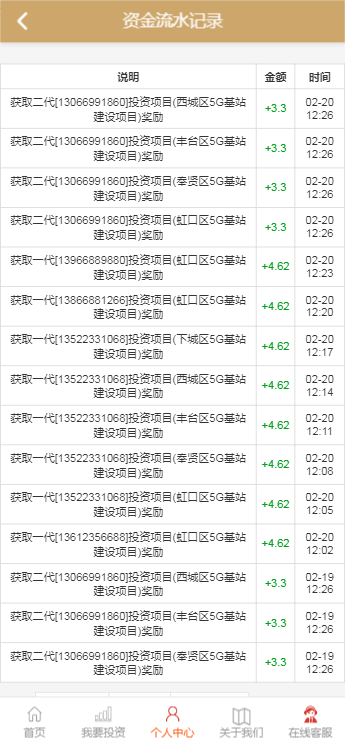 资金流水记录
说明 金额 时间
获取二代[13066991860]投资项目(西城区5G基站 +3.3 02-20
建设项目)奖励 12:26
获取二代[13066991860]投资项目(丰台区5G基站 +3.3 02-20
建设项目)奖励 12:26
获取二代[13066991860]投资项目(奉贤区5G基站 +3.3 02-20
建设项目)奖励 12:26
获取二代[13066991860]投资项目(虹口区5G基站 +3.3 02-20
建设项目)奖励 12:26
获取一代[13966889880]投资项目(虹口区5G基站 +4.62 02-20
建设项目)奖励 12:23
获取一代[13866881266]投资项目(虹口区5G基站 +4.62 02-20
建设项目)奖励 12:20
获取一代[13522331068]投资项目(下城区5G基站 +4.62 02-20
建设项目)奖励 12:17
获取一代[13522331068]投资项目(西城区5G基站 +4.62 02-20
建设项目)奖励 12:14
获取一代[13522331068]投资项目(丰台区5G基站 +4.62 02-20
建设项目)奖励 12:11
获取一代[13522331068]投资项目(奉贤区5G基站 +4.62 02-20
建设项目)奖励 12:08
获取一代[13522331068]投资项目(虹口区5G基站 +4.62 02-20
建设项目)奖励 12:05
获取一代[13612356688]投资项目(虹口区5G基站 +4.62 02-20
建设项目)奖励 12:02
获取二代[13066991860]投资项目(西城区5G基站 +3.3 02-19
建设项目)奖励 12:26
获取二代[13066991860]投资项目(丰台区5G基站 +3.3 02-19
建设项目)奖励 12:26
获取二代[13066991860]投资项目(奉贤区5G基站 +3.3 02-19
建设项目)奖励 12:26
首页 我要投资 个人中心 关于我们 在线客服